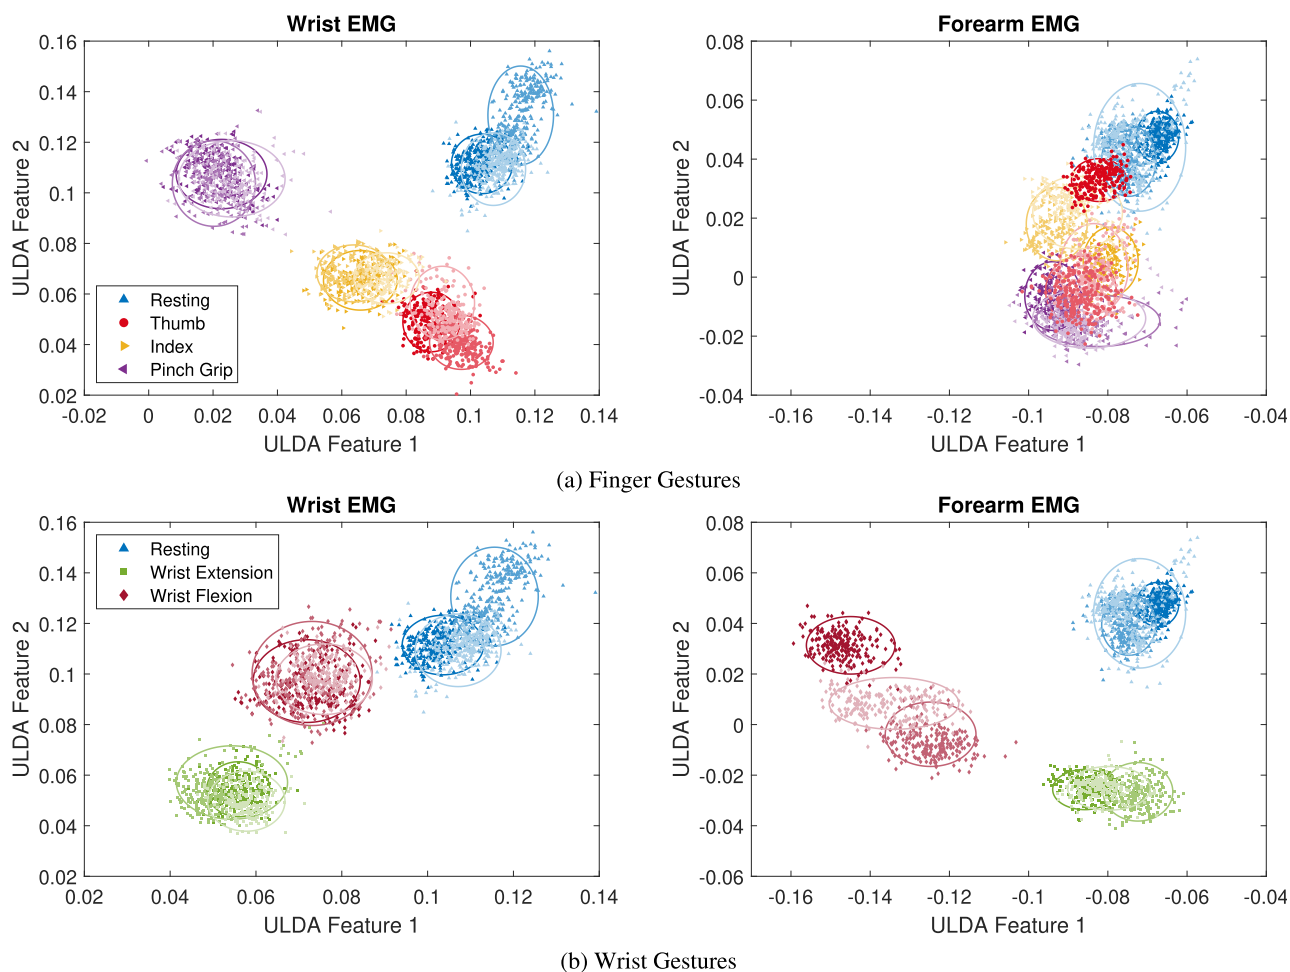 Wrist EMG
0.16
0.14
0.12
0.1
0.08
0.06
0.04
0.02
ULDA Feature 2
Resting
Thumb
Index
Pinch Grip
-0.02 0 0.02 0.04 0.06 0.08 0.1 0.12 0.14
ULDA Feature 1
Forearm EMG
0.08
0.06
0.04
0.02
0
-0.02
-0.04
ULDA Feature 2
-0.16 -0.14 -0.12 -0.1 -0.08 -0.06 -0.04
ULDA Feature 1
(a) Finger Gestures
Wrist EMG
0.16
0.14
0.12
0.1
0.08
0.06
0.04
0.02
ULDA Feature 2
Resting
Wrist Extension
Wrist Flexion
0.02 0.04 0.06 0.08 0.1 0.12 0.14
ULDA Feature 1
Forearm EMG
0.08
0.06
0.04
0.02
0
-0.02
-0.04
-0.06
ULDA Feature 2
-0.16 -0.14 -0.12 -0.1 -0.08 -0.06 -0.04
ULDA Feature 1
(b) Wrist Gestures